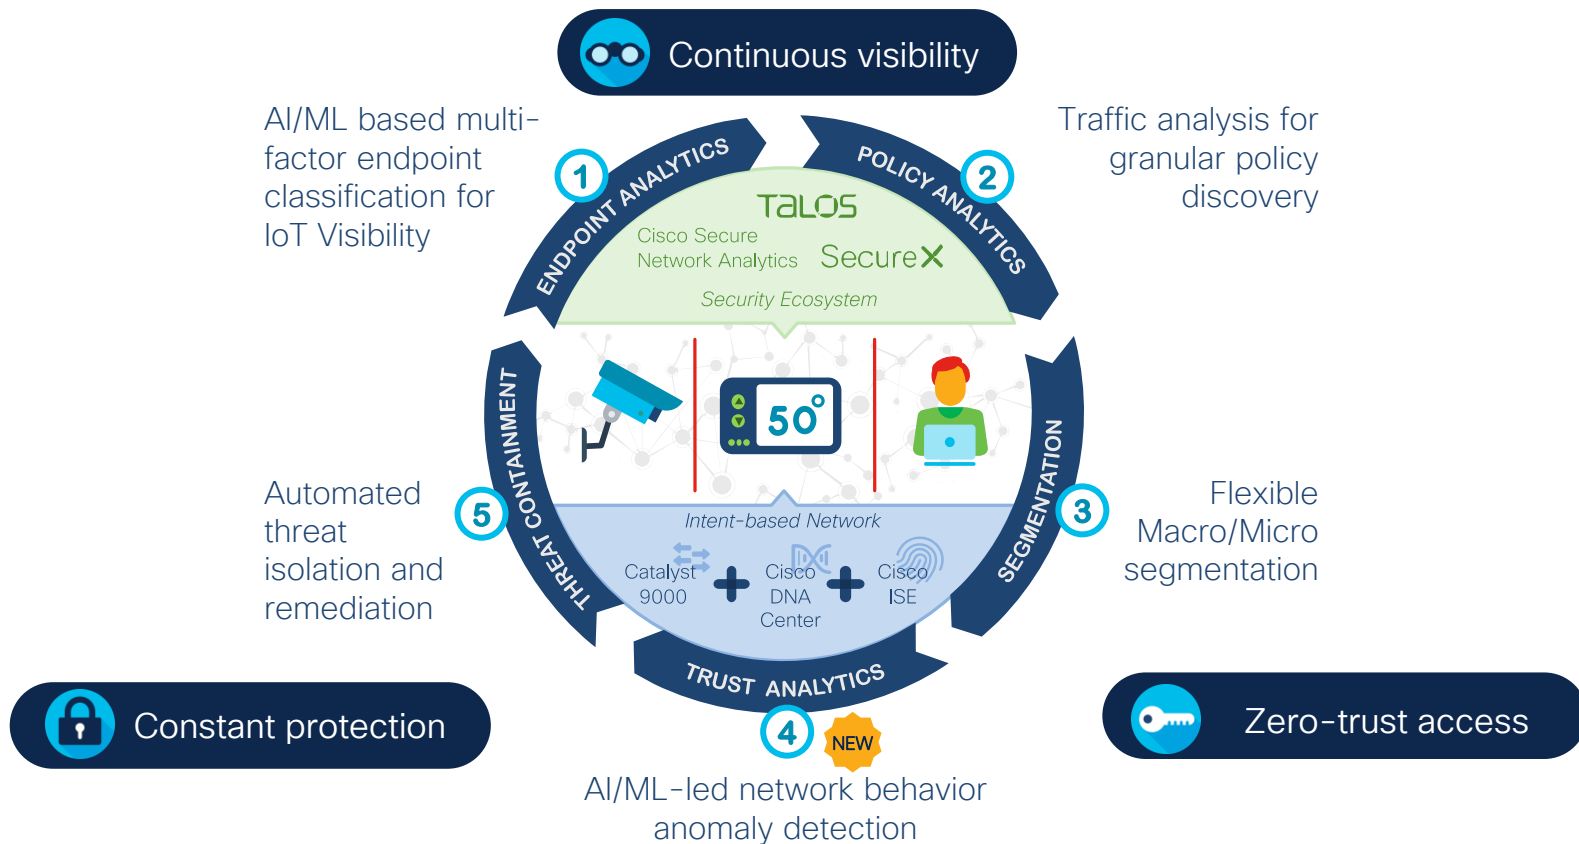 Continuous visibility
AI/ML based multi-
factor endpoint
classification for
IoT Visibility
1
ENDPOINT ANALYTICS
POLICY ANALYTICS
2
Traffic analysis for
granular policy
discovery
TALOS
Cisco Secure
Network Analytics
SecureX
Security Ecosystem
50°
SEGMENTATION
3
Flexible
Macro/Micro
segmentation
THREAT CONTAINMENT
5
Automated
threat
isolation and
remediation
Intent-based Network
Catalyst
9000
+
Cisco
DNA
Center
+
Cisco
ISE
TRUST ANALYTICS
4
NEW
AI/ML-led network behavior
anomaly detection
Constant protection
Zero-trust access